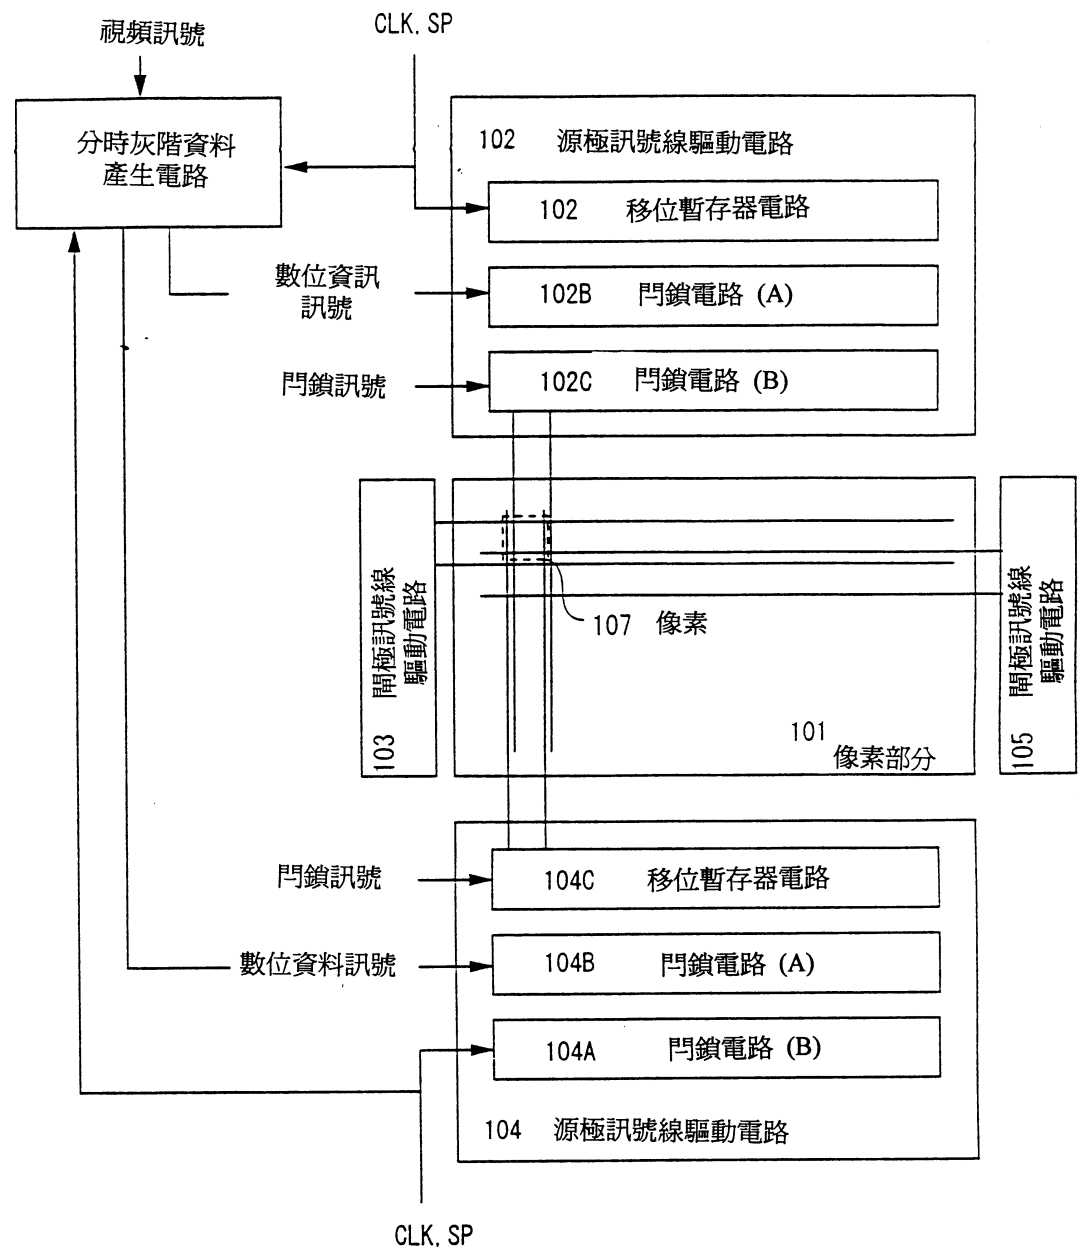 視頻訊號
CLK, SP
分時灰階資料
產生電路
102 源極訊號線驅動電路
102 移位暫存器電路
數位資訊
訊號
102B 閂鎖電路 (A)
閂鎖訊號
102C 閂鎖電路 (B)
103 閘極訊號線
驅動電路
107 像素
101
像素部分
105 閘極訊號線
驅動電路
閂鎖訊號
104C 移位暫存器電路
數位資料訊號
104B 閂鎖電路 (A)
104A 閂鎖電路 (B)
104 源極訊號線驅動電路
CLK, SP